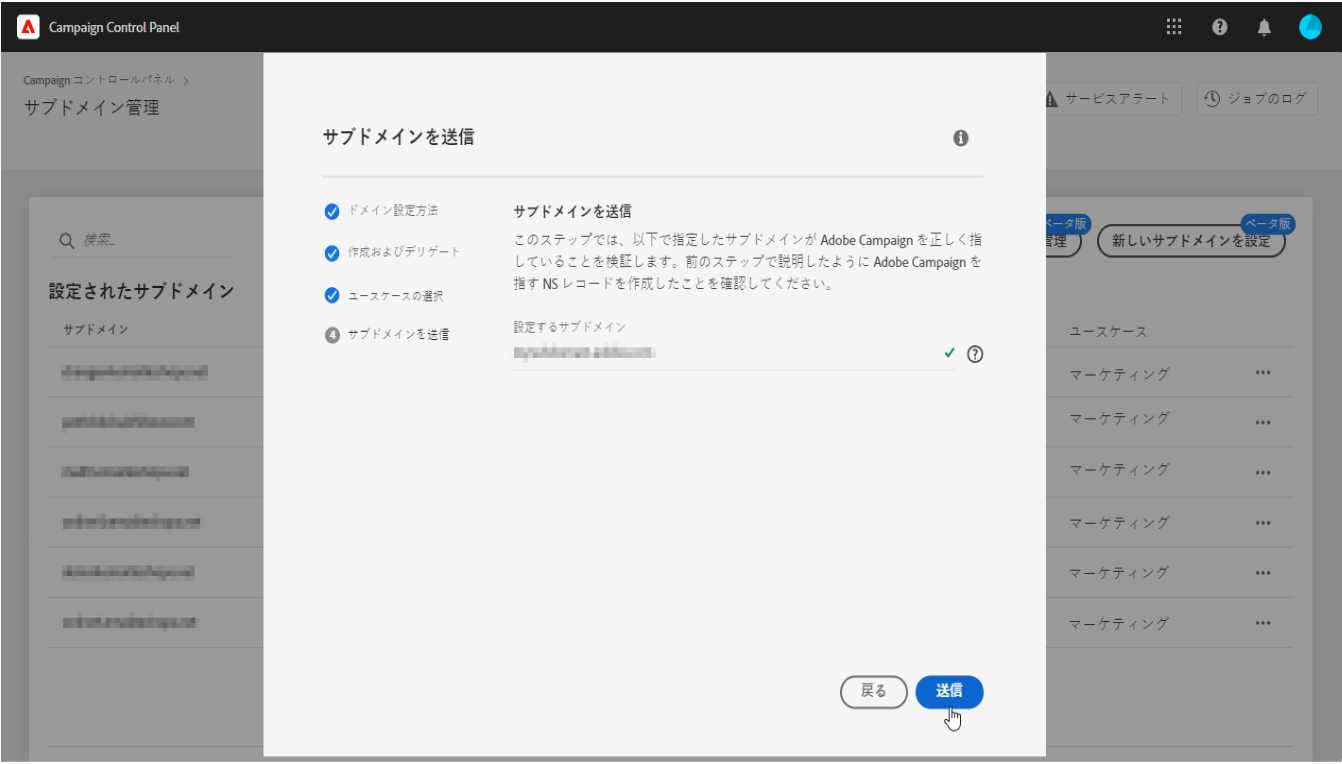 Campaign Control Panel
Campaign コントロールパネル >
サブドメイン管理
サービスアラート
ジョブのログ
検索...
ベータ版
管理
ベータ版
新しいサブドメインを設定
設定されたサブドメイン
サブドメイン
ユースケース
マーケティング
マーケティング
マーケティング
マーケティング
マーケティング
マーケティング
サブドメインを送信
ドメイン設定方法
作成およびデリゲート
ユースケースの選択
4 サブドメインを送信
サブドメインを送信
このステップでは、以下で指定したサブドメインが Adobe Campaign を正しく指
していることを検証します。前のステップで説明したように Adobe Campaign を
指す NS レコードを作成したことを確認してください。
設定するサブドメイン
戻る
送信